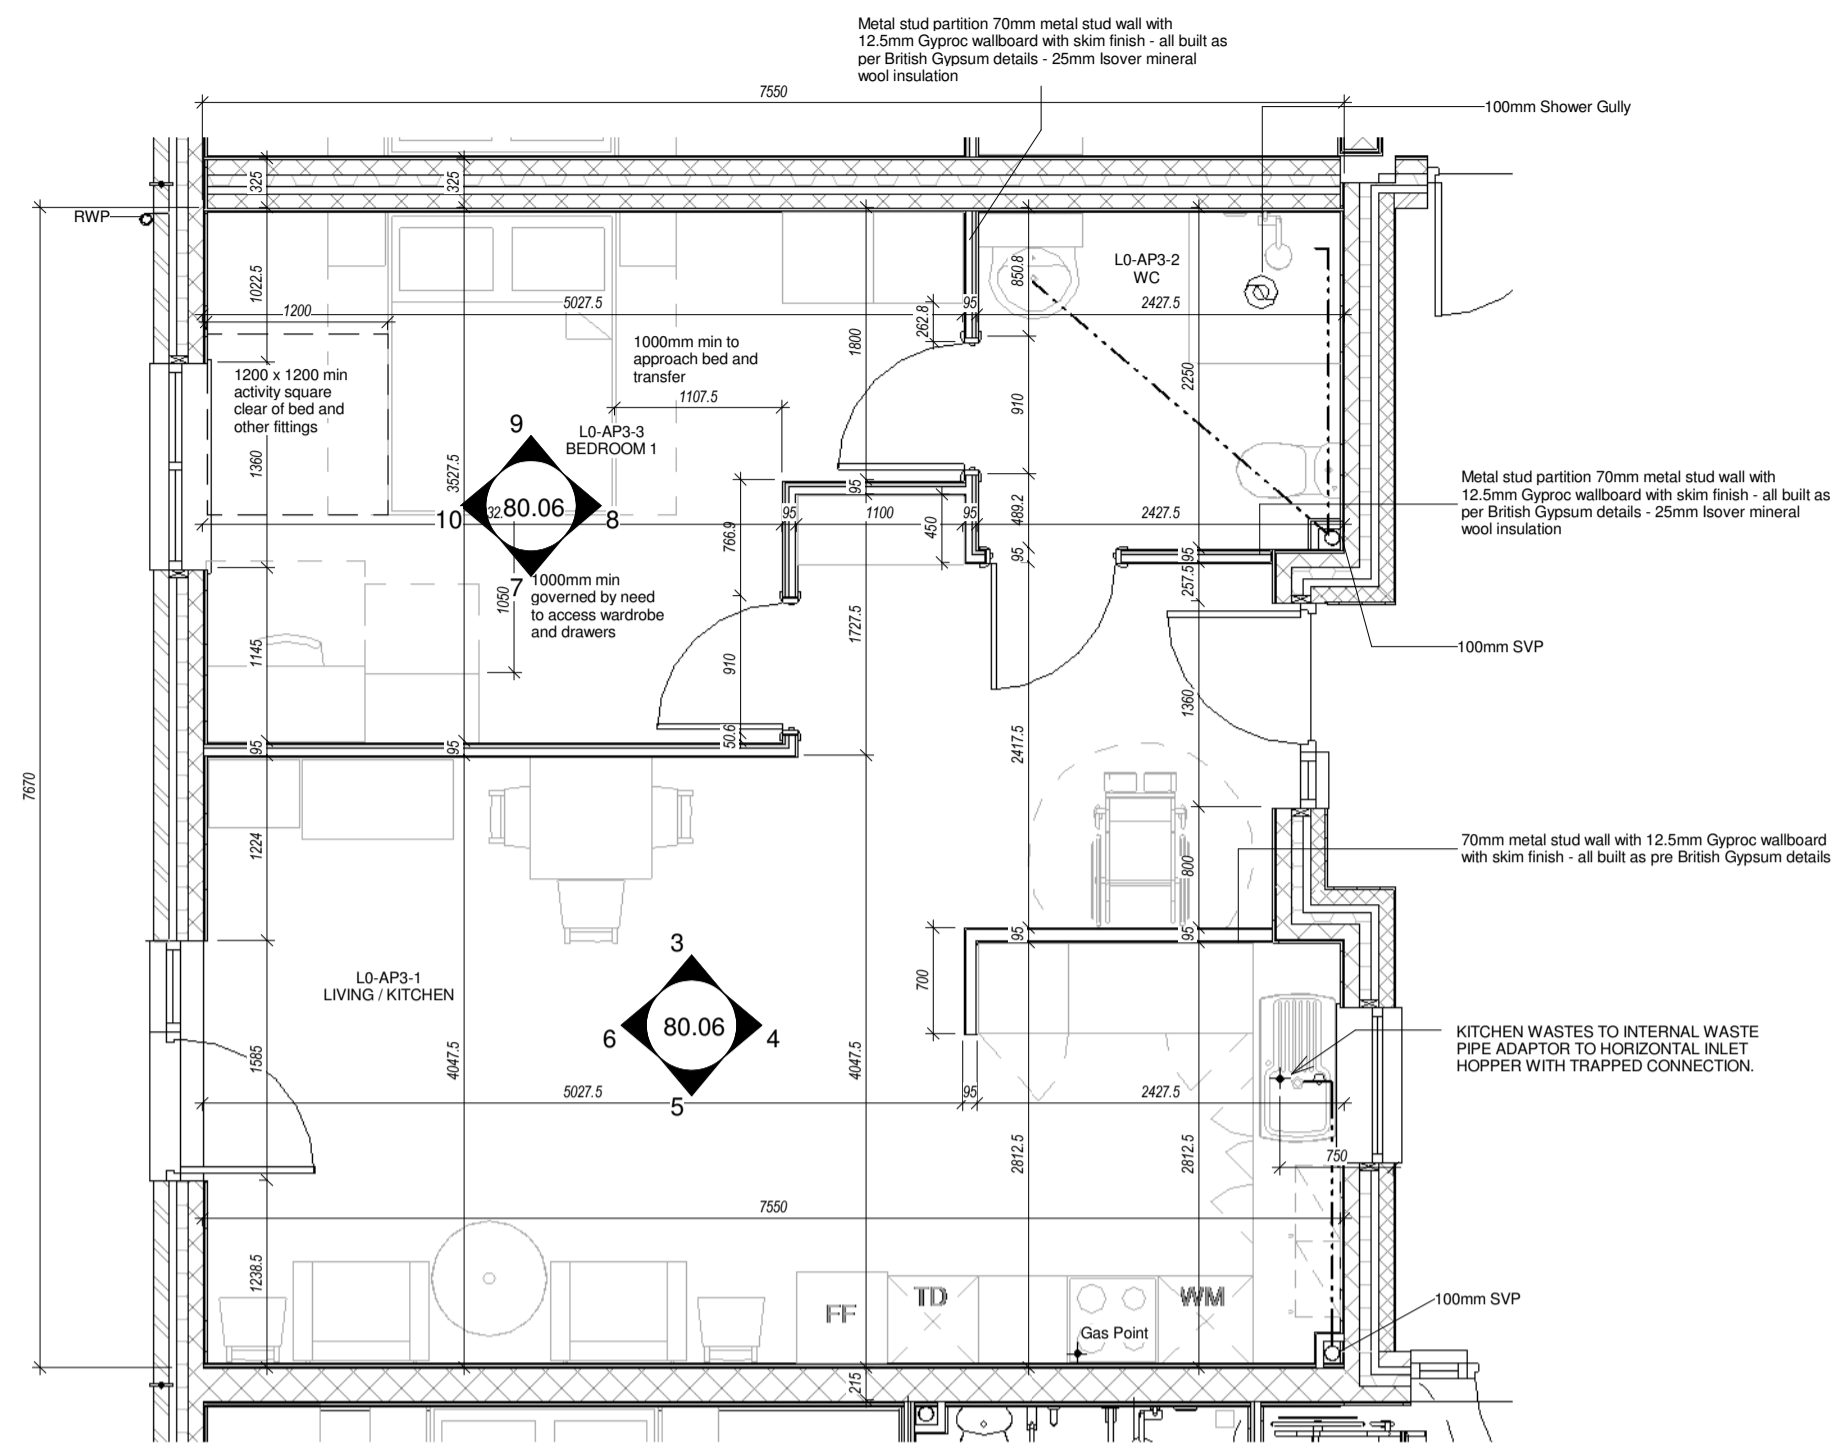 Metal stud partition 70mm metal stud wall with
12.5mm Gyproc wallboard with skim finish - all built as
per British Gypsum details - 25mm Isover mineral
wool insulation
7550
100mm Shower Gully
325
325
RWP
1022.5
5027.5
1200
95
262.8
850.8
L0-AP3-2
WC
2427.5
1800
1000mm min to
approach bed and
transfer
1107.5
1200 x 1200 min
activity square
clear of bed and
other fittings
2250
910
9
L0-AP3-3
BEDROOM 1
1360
3527.5
10
80.06
8
7
95
95
1100
95
450
489.2
2427.5
Metal stud partition 70mm metal stud wall with
12.5mm Gyproc wallboard with skim finish - all built as
per British Gypsum details - 25mm Isover mineral
wool insulation
766.9
95
95
257.5
1050
1000mm min
governed by need
to access wardrobe
and drawers
1727.5
1145
910
100mm SVP
1360
50.6
95
95
2417.5
7670
1224
800
70mm metal stud wall with 12.5mm Gyproc wallboard
with skim finish - all built as pre British Gypsum details
95
95
3
700
L0-AP3-1
LIVING / KITCHEN
6
80.06
4
5
KITCHEN WASTES TO INTERNAL WASTE
PIPE ADAPTOR TO HORIZONTAL INLET
HOPPER WITH TRAPPED CONNECTION.
1585
4047.5
4047.5
5027.5
95
2427.5
2812.5
2812.5
750
7550
1238.5
FF
TD
WM
Gas Point
100mm SVP
215